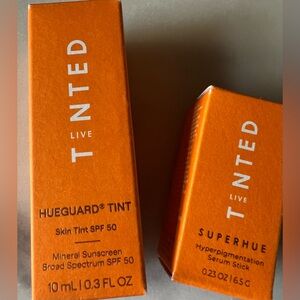 LIVE
TINTED
HUEGUARD® TINT
Skin Tint SPF 50
Mineral Sunscreen
Broad Spectrum SPF 50
10 mL | 0.3 FL OZ
LIVE
TINTED
SUPERHUE
Hyperpigmentation
Serum Stick
0.23 OZ | 6.5 G